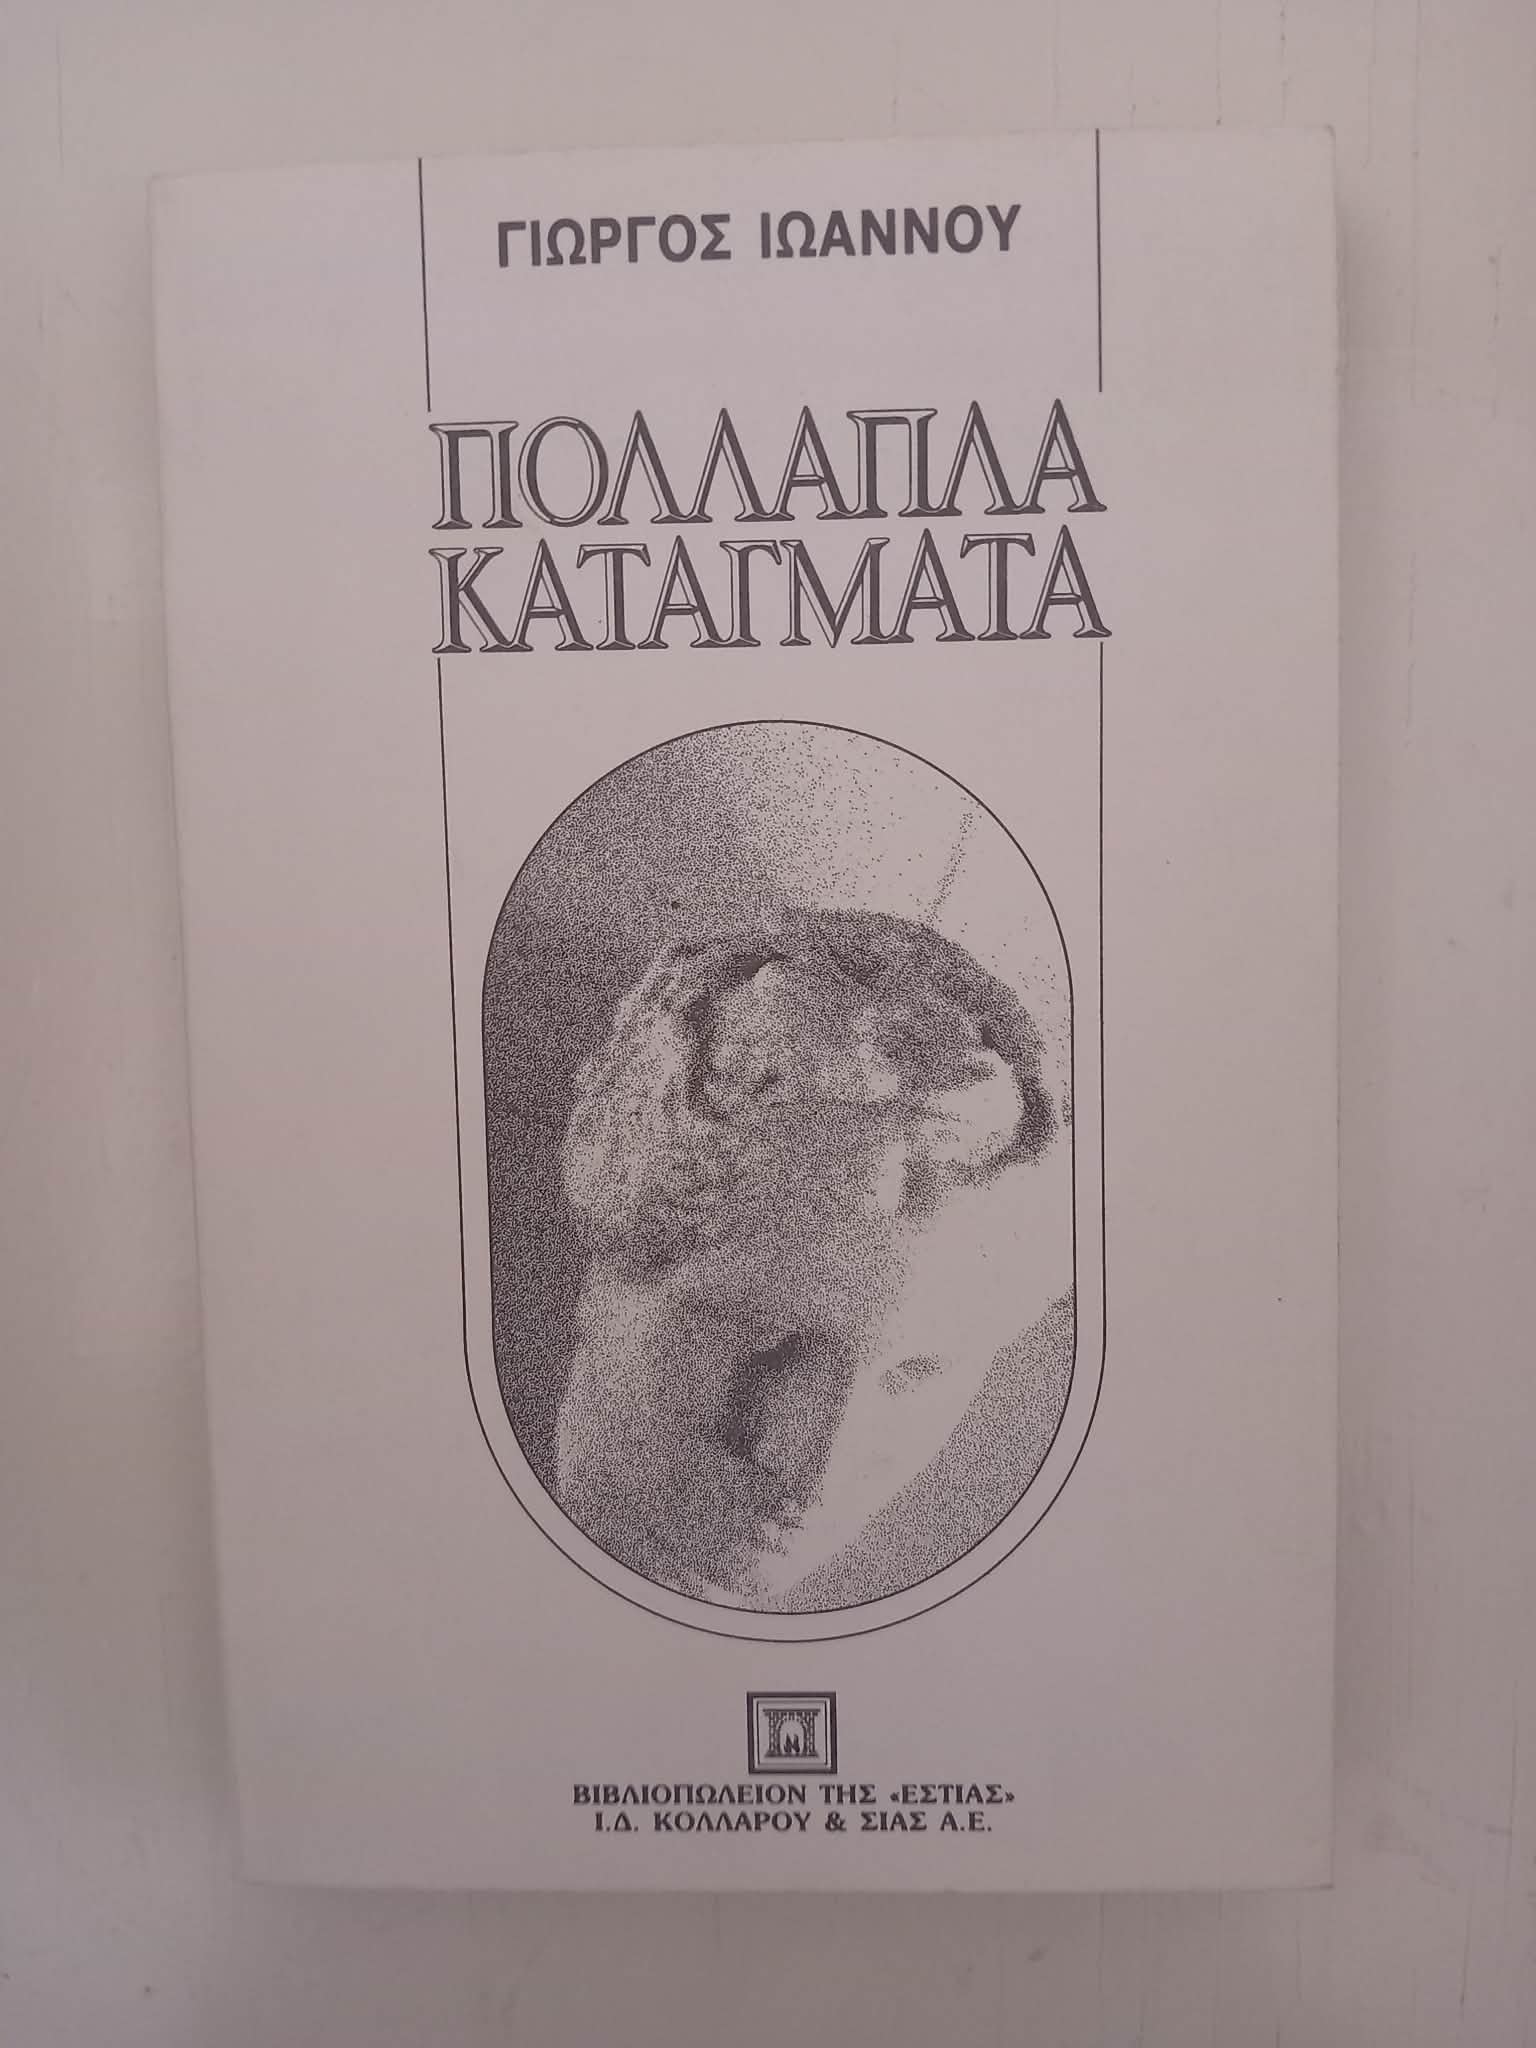 ΓΙΩΡΓΟΣ ΙΩΑΝΝΟΥ
ΠΟΛΛΑΠΛΑ
ΚΑΤΑΓΜΑΤΑ
ΒΙΒΛΙΟΠΩΛΕΙΟΝ ΤΗΣ «ΕΣΤΙΑΣ»
Ι.Δ. ΚΟΛΛΑΡΟΥ & ΣΙΑΣ Α.Ε.